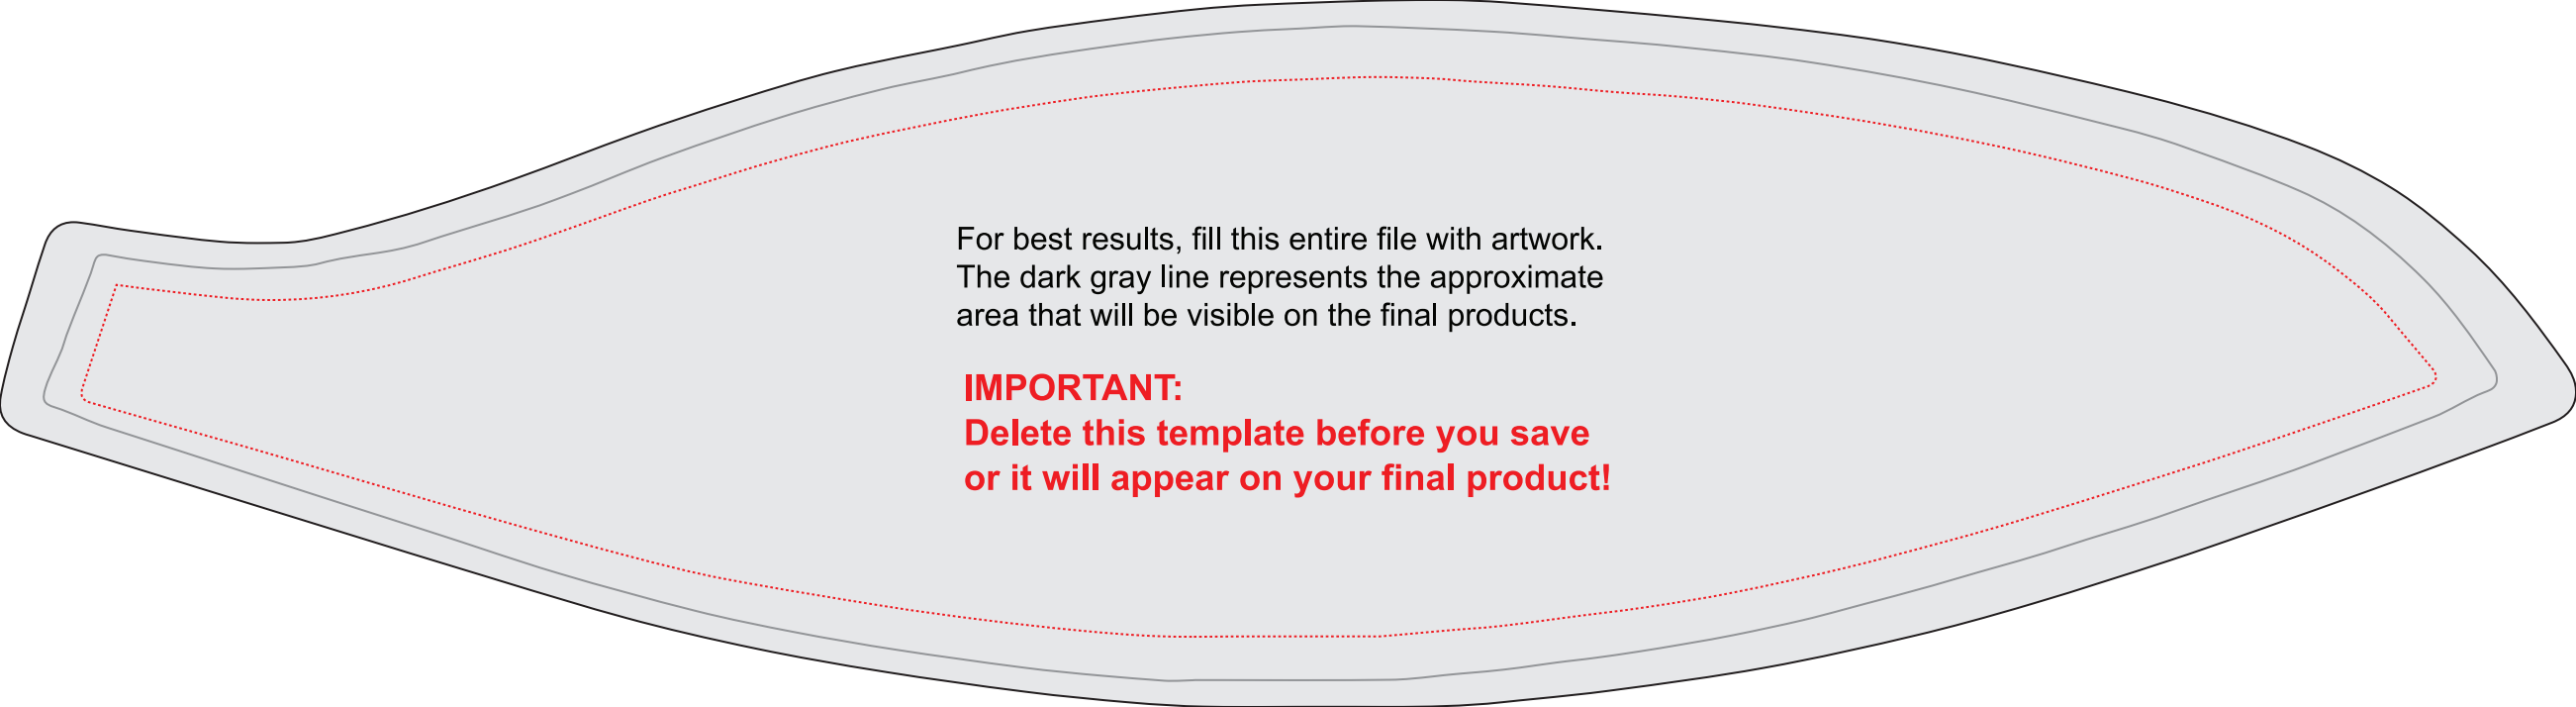 For best results, fill this entire file with artwork.
The dark gray line represents the approximate
area that will be visible on the final products.
IMPORTANT:
Delete this template before you save
or it will appear on your final product!